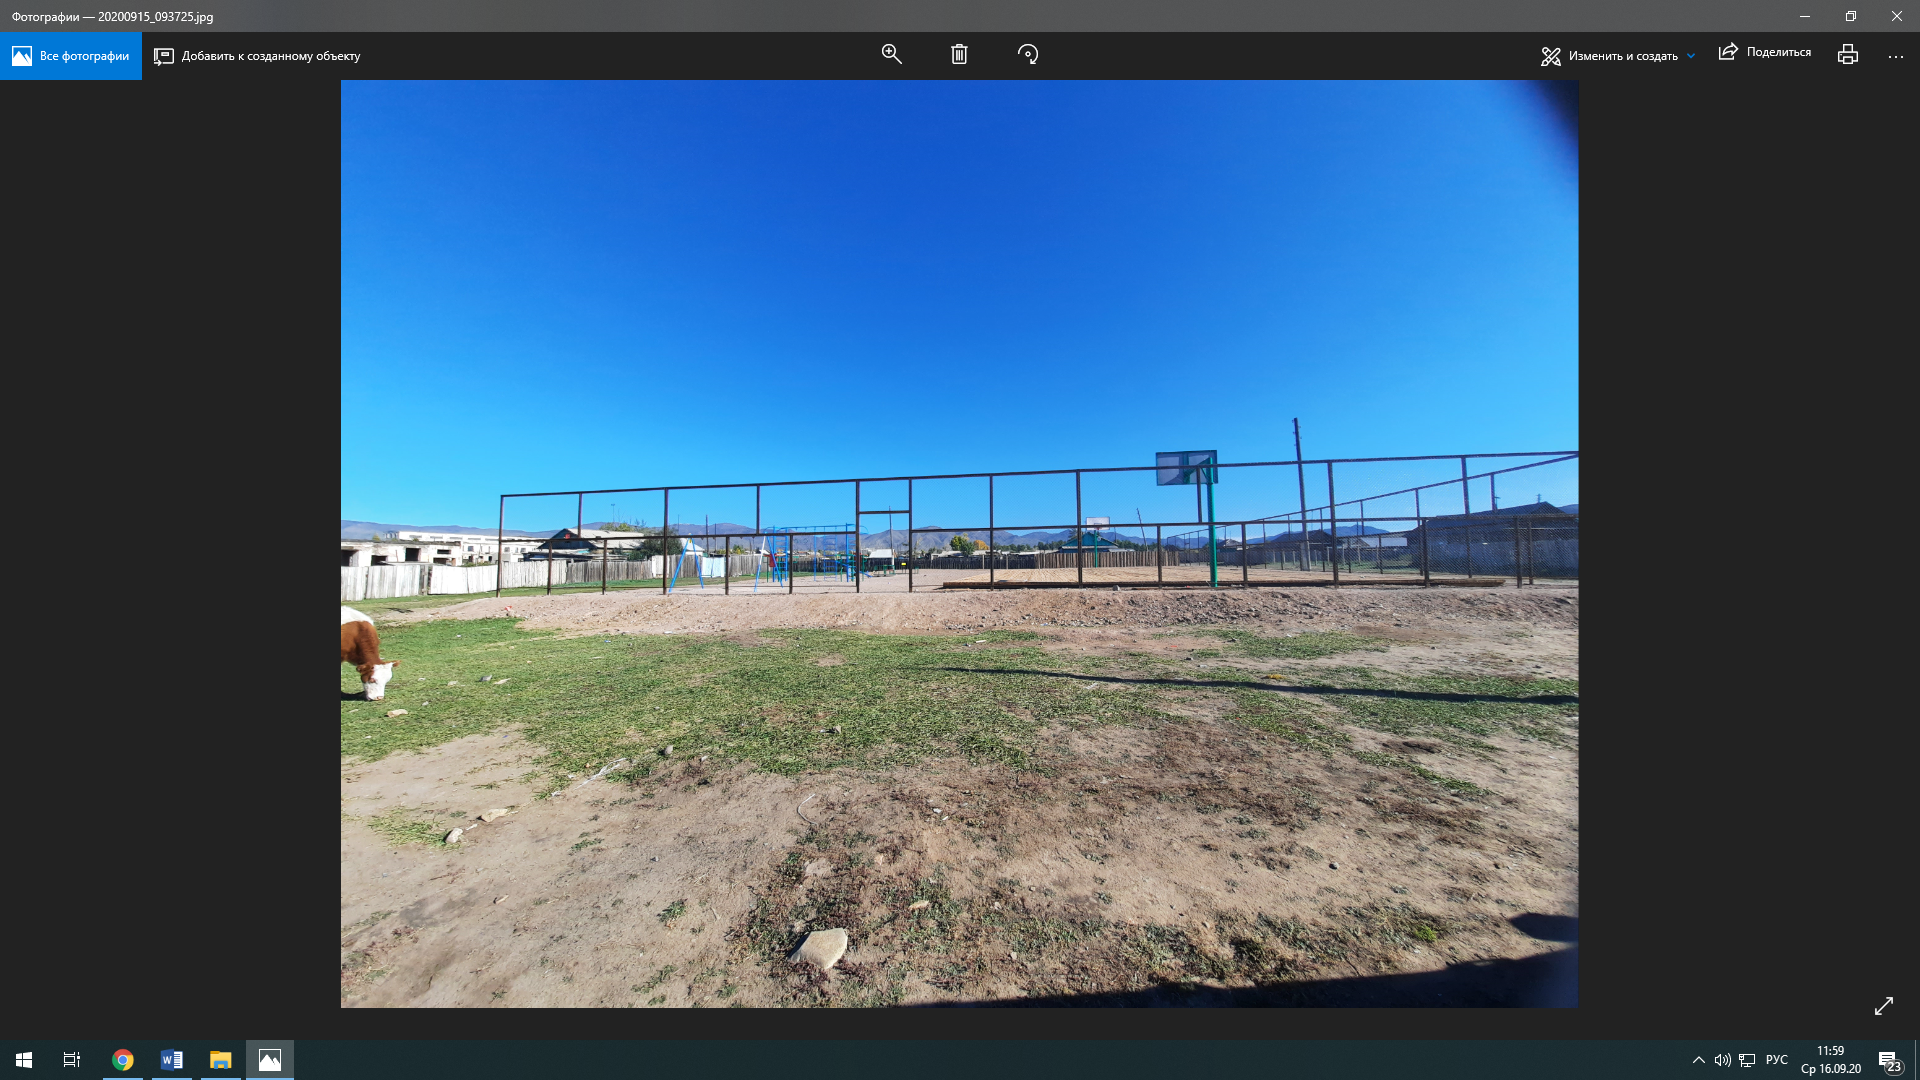 Фотографии — 20200915_093725.jpg
Все фотографии
Добавить к созданному объекту
Изменить и создать
Поделиться
РУС
11:59
Ср 16.09.20
23